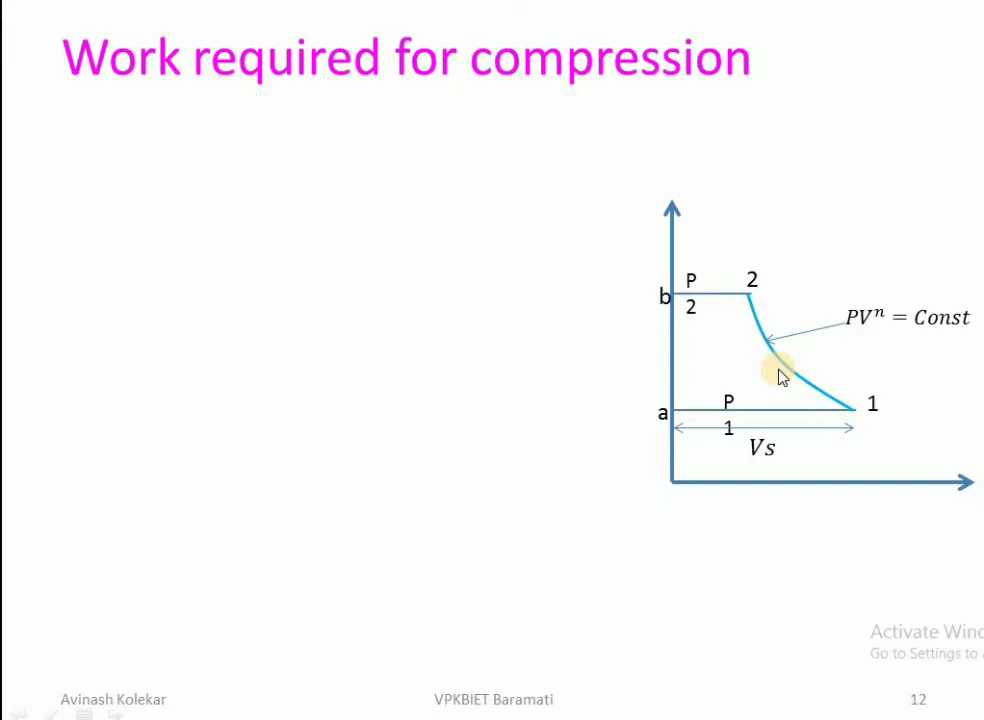 Work required for compression
P
2
b
2
PVⁿ = Const
P
1
a
1
Vs
Activate Wind
Go to Settings to a
Avinash Kolekar
VPKBIET Baramati
12